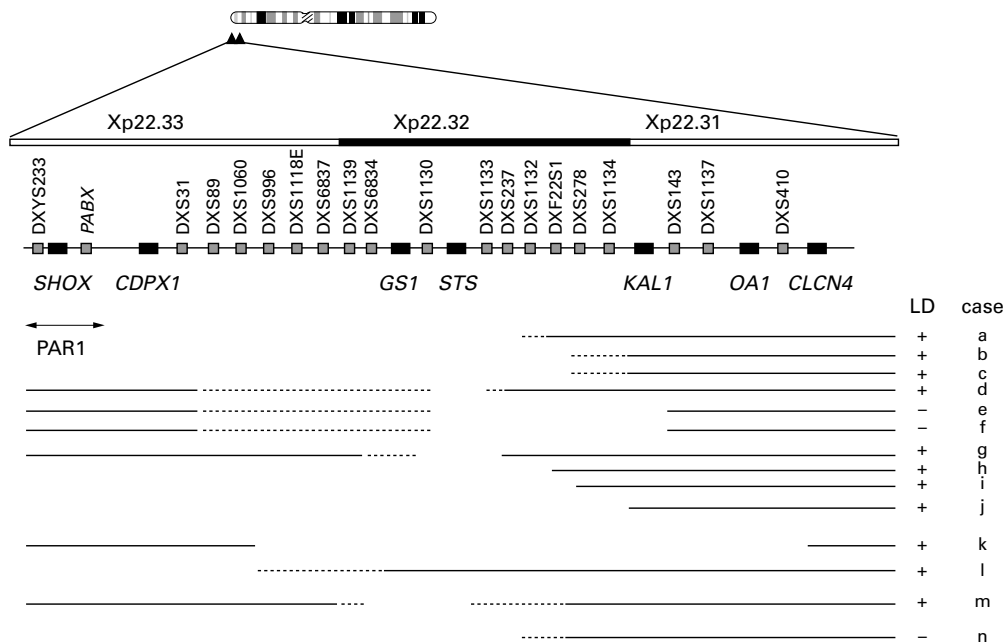 Xp22.33 Xp22.32 Xp22.31
DXYS233 PABX DXS31 DXS89 DXS1060 DXS996 DXS1118E DXS6837 DXS1139 DXS6834 DXS1130 DXS1133 DXS237 DXS1132 DXF22S1 DXS278 DXS1134 DXS143 DXS1137 DXS410
SHOX CDPX1 GS1 STS KAL1 OA1 CLCN4
LD case
PAR1
+ a
+ b
+ c
+ d
– e
– f
+ g
+ h
+ i
+ j
+ k
+ l
+ m
– n